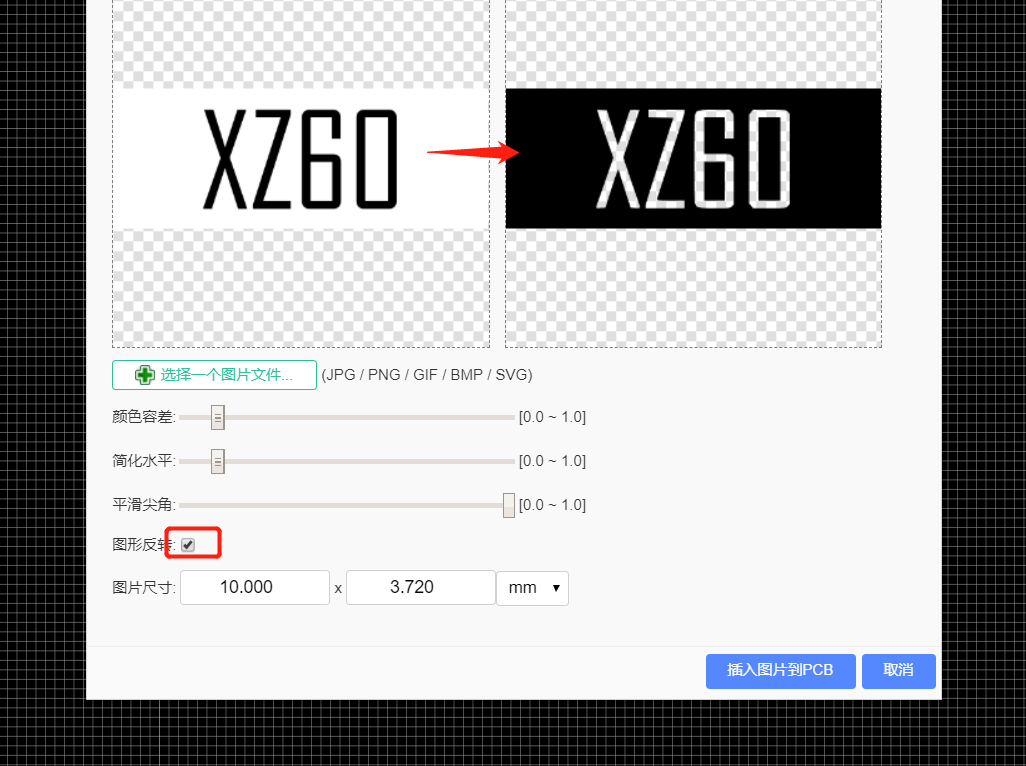 XZ60 XZ60
选择一个图片文件... (JPG / PNG / GIF / BMP / SVG)
颜色容差: [0.0 ~ 1.0]
简化水平: [0.0 ~ 1.0]
平滑尖角: [0.0 ~ 1.0]
图形反转:
图片尺寸: 10.000 x 3.720 mm
插入图片到PCB 取消